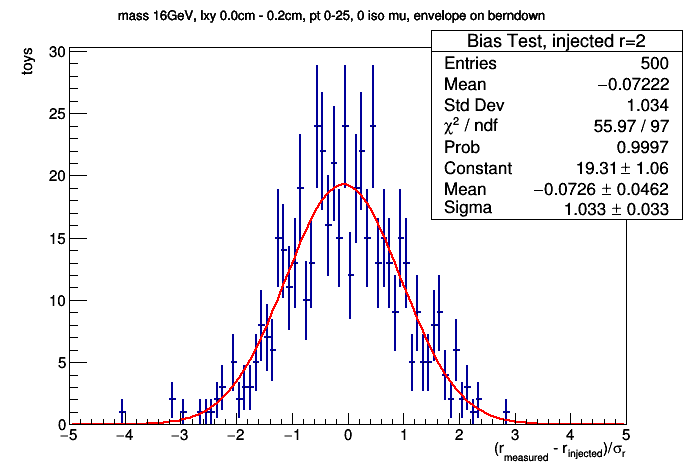 mass 16GeV, lxy 0.0cm - 0.2cm, pt 0-25, 0 iso mu, envelope on berndown
Bias Test, injected r=2
Entries 500
Mean −0.07222
Std Dev 1.034
χ² / ndf 55.97 / 97
Prob 0.9997
Constant 19.31 ± 1.06
Mean −0.0726 ± 0.0462
Sigma 1.033 ± 0.033
toys
30
25
20
15
10
5
0
−5 −4 −3 −2 −1 0 1 2 3 4 5
(r_measured - r_injected)/σ_r